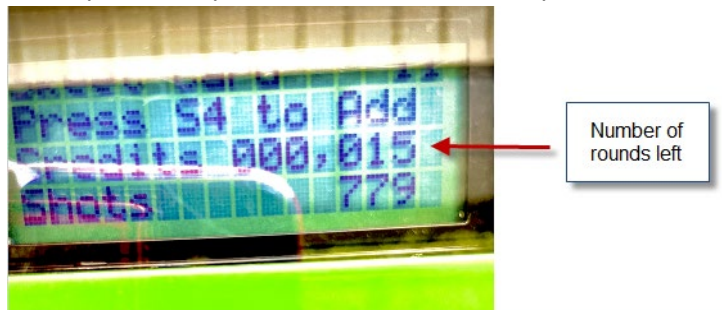 Press S4 to Add
Credits 000,015
Shots 779
Number of
rounds left